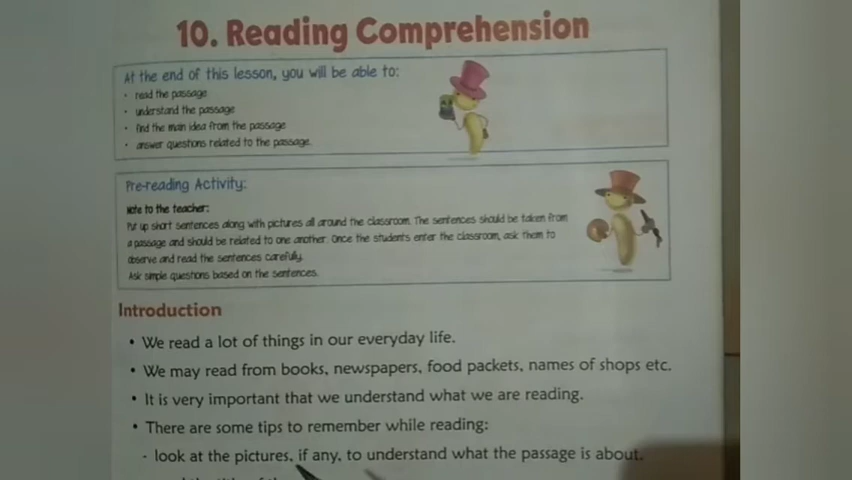 10. Reading Comprehension
At the end of this lesson, you will be able to:
• read the passage
• understand the passage
• find the main idea from the passage
• answer questions related to the passage.
Pre-reading Activity:
Note to the teacher:
Put up short sentences along with pictures all around the classroom. The sentences should be taken from
a passage and should be related to one another. Once the students enter the classroom, ask them to
observe and read the sentences carefully.
Ask simple questions based on the sentences.
Introduction
• We read a lot of things in our everyday life.
• We may read from books, newspapers, food packets, names of shops etc.
• It is very important that we understand what we are reading.
• There are some tips to remember while reading:
- look at the pictures, if any, to understand what the passage is about.